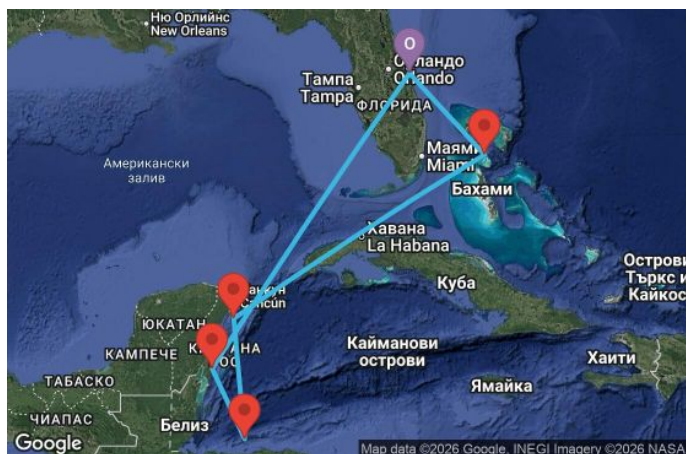 Ню Орлийнс
New Orleans
О
Орландо
Orlando
Тампа
Tampa
ФЛОРИДА
Американски
залив
Маями
Miami
Бахами
Хавана
La Habana
Куба
Острови
Търкс и
Кайкос
Cancún
ЮКАТАН
КАМПЕЧЕ
Кайманови
острови
Хаити
ТАБАСКО
Ямайка
ЧИАПАС
Белиз
Google
Map data ©2026 Google, INEGI Imagery ©2026 NASA